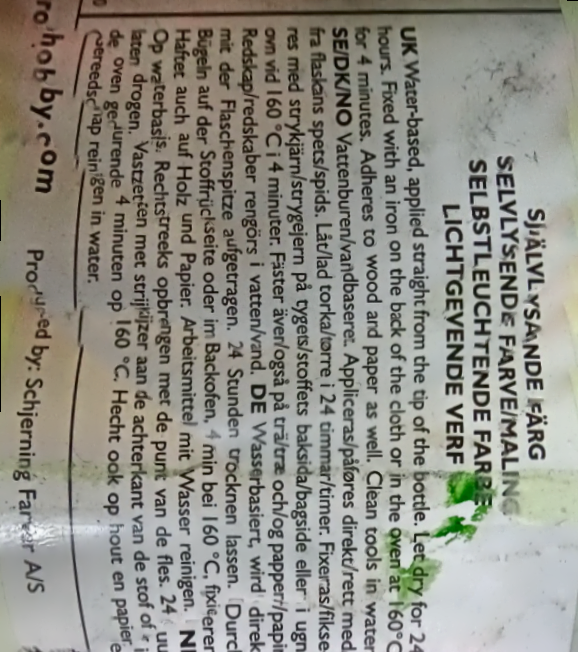 SJÄLVLYSANDE FÄRG
SELVLYSENDE FARVE/MALING
SELBSTLEUCHTENDE FARBE
LICHTGEVENDE VERF
UK Water-based, applied straight from the tip of the bottle. Let dry for 24
hours. Fixed with an iron on the back of the cloth or in the oven at 160°C
for 4 minutes. Adheres to wood and paper as well. Clean tools in water
SE/DK/NO Vattenburen/vandbaseret. Appliceras/påføres direkt/rett med
fra flaskans spets/spids. Låt/lad torka/tørre i 24 timmar/timer. Fixeras/fikse
res med strykjärn/strygejern på tygets/stoffets baksida/bagside eller i ugn
ovn vid 160 °C i 4 minuter. Fäster även/også på trä/træ och/og papper/papi
Redskap/redskaber rengörs i vatten/vand. DE Wasserbasiert, wird direk
mit der Flaschenspitze aufgetragen. 24 Stunden trocknen lassen. Durch
Bügeln auf der Stoffrückseite oder im Backofen, 4 min bei 160 °C, fixieren
Haftet auch auf Holz und Papier. Arbeitsmittel mit Wasser reinigen. NL
Op waterbasis. Rechtstreeks opbrengen met de punt van de fles. 24 uu
laten drogen. Vastzetten met strijkijzer aan de achterkant van de stof of i
de oven gedurende 4 minuten op 160 °C. Hecht ook op hout en papier.
Gereedschap reinigen in water.
rohobby.com Produced by: Schjerning Farver A/S